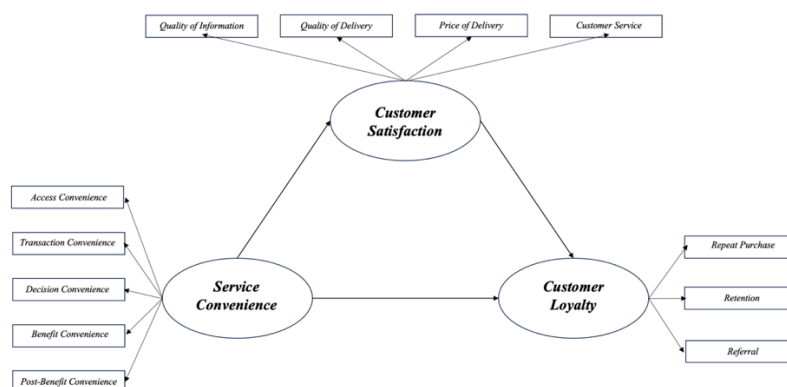 Quality of Information
Quality of Delivery
Price of Delivery
Customer Service
Customer
Satisfaction
Access Convenience
Transaction Convenience
Decision Convenience
Benefit Convenience
Post-Benefit Convenience
Service
Convenience
Customer
Loyalty
Repeat Purchase
Retention
Referral